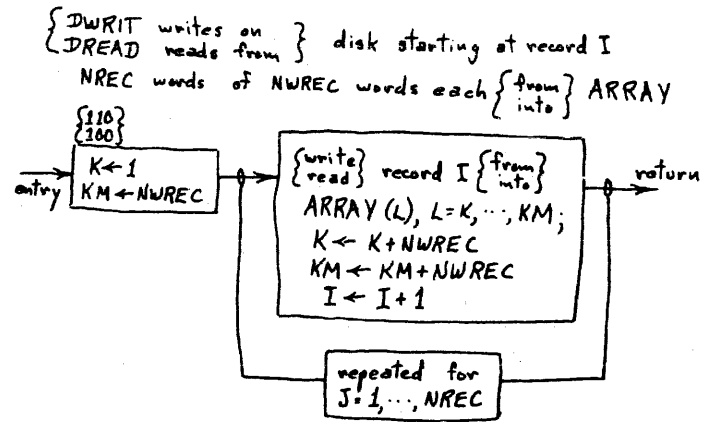 {DWRIT writes on
{DREAD reads from} disk starting at record I
NREC words of NWREC words each {from
into} ARRAY
{110
100}
K←1
KM←NWREC
entry
{write
read} record I {from
into}
ARRAY(L), L=K,⋯,KM;
K←K+NWREC
KM←KM+NWREC
I←I+1
return
repeated for
J=1,⋯,NREC